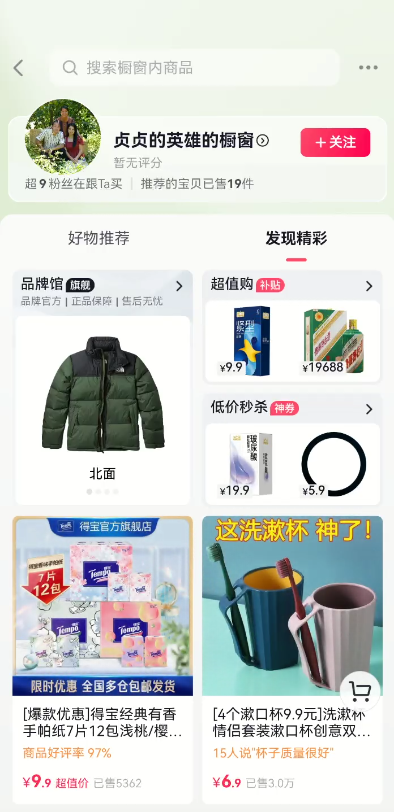 搜索橱窗内商品
贞贞的英雄的橱窗
＋关注
暂无评分
超9粉丝在跟Ta买 | 推荐的宝贝已售19件
好物推荐
发现精彩
品牌馆 旗舰
品牌官方 | 正品保障 | 售后无忧
北面
超值购 补贴
¥9.9
¥19688
低价秒杀 神券
玻尿酸
¥19.9
¥5.9
得宝官方旗舰店
7片
12包
Tempo
限时优惠 全国多仓包邮发货
[爆款优惠]得宝经典有香
手帕纸7片12包浅桃/樱...
商品好评率 97%
¥9.9 超值价 已售5362
这洗漱杯 神了!
[4个漱口杯9.9元]洗漱杯
情侣套装漱口杯创意双...
15人说"杯子质量很好"
¥6.9 已售3.0万